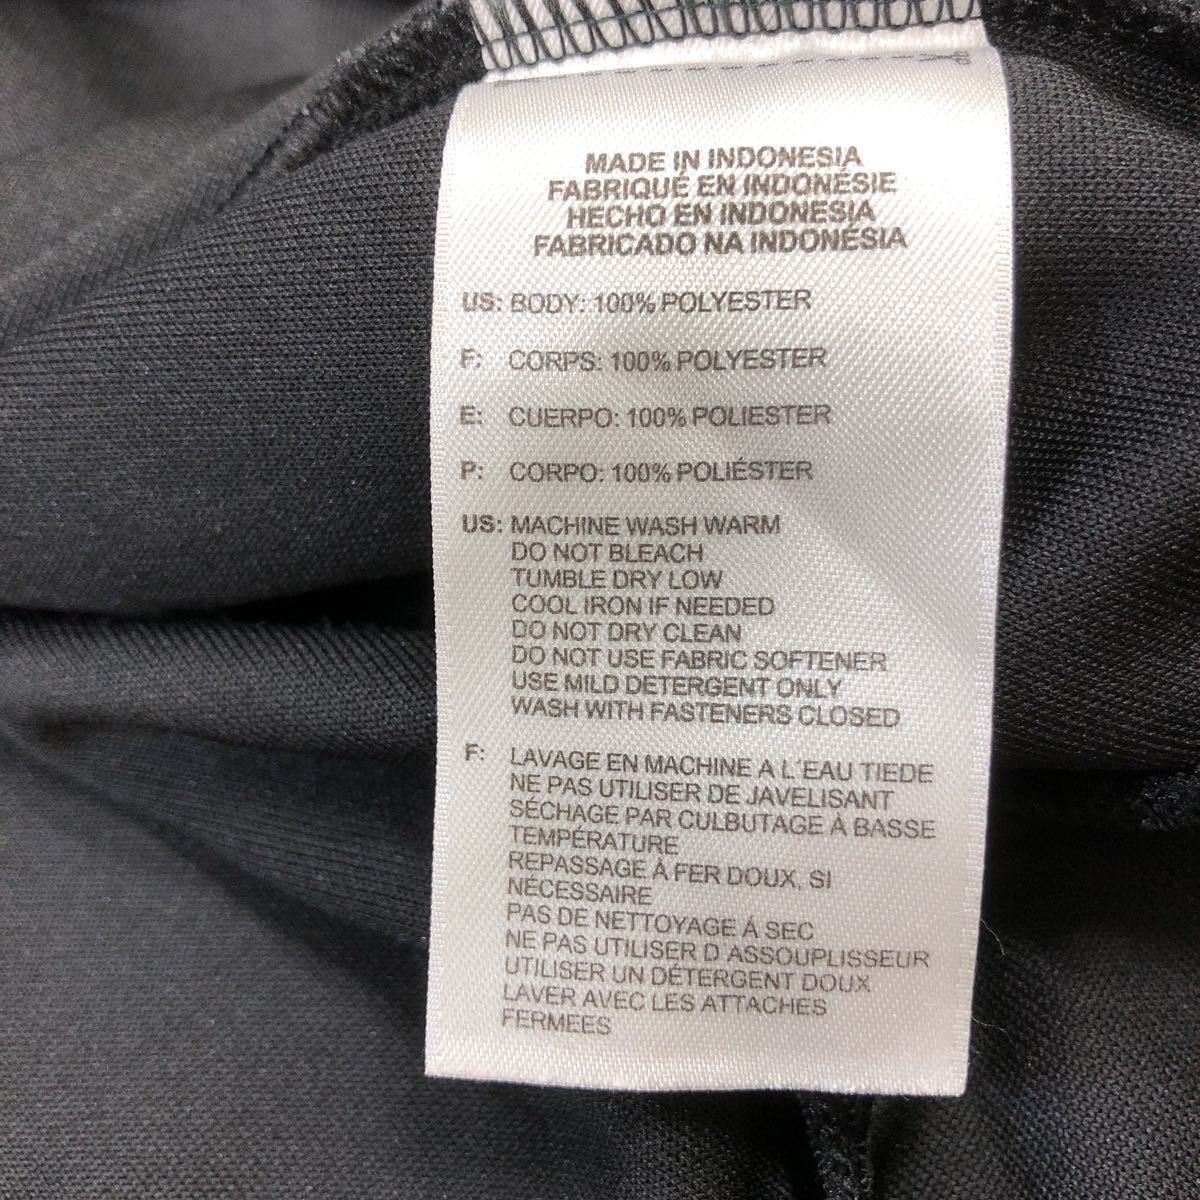 MADE IN INDONESIA
FABRIQUÉ EN INDONÉSIE
HECHO EN INDONESIA
FABRICADO NA INDONÉSIA
US: BODY: 100% POLYESTER
F: CORPS: 100% POLYESTER
E: CUERPO: 100% POLIESTER
P: CORPO: 100% POLIÉSTER
US: MACHINE WASH WARM
DO NOT BLEACH
TUMBLE DRY LOW
COOL IRON IF NEEDED
DO NOT DRY CLEAN
DO NOT USE FABRIC SOFTENER
USE MILD DETERGENT ONLY
WASH WITH FASTENERS CLOSED
F: LAVAGE EN MACHINE A L´EAU TIEDE
NE PAS UTILISER DE JAVELISANT
SÉCHAGE PAR CULBUTAGE À BASSE
TEMPÉRATURE
REPASSAGE À FER DOUX, SI
NÉCESSAIRE
PAS DE NETTOYAGE Á SEC
NE PAS UTILISER D ASSOUPLISSEUR
UTILISER UN DÉTERGENT DOUX
LAVER AVEC LES ATTACHES
FERMEES